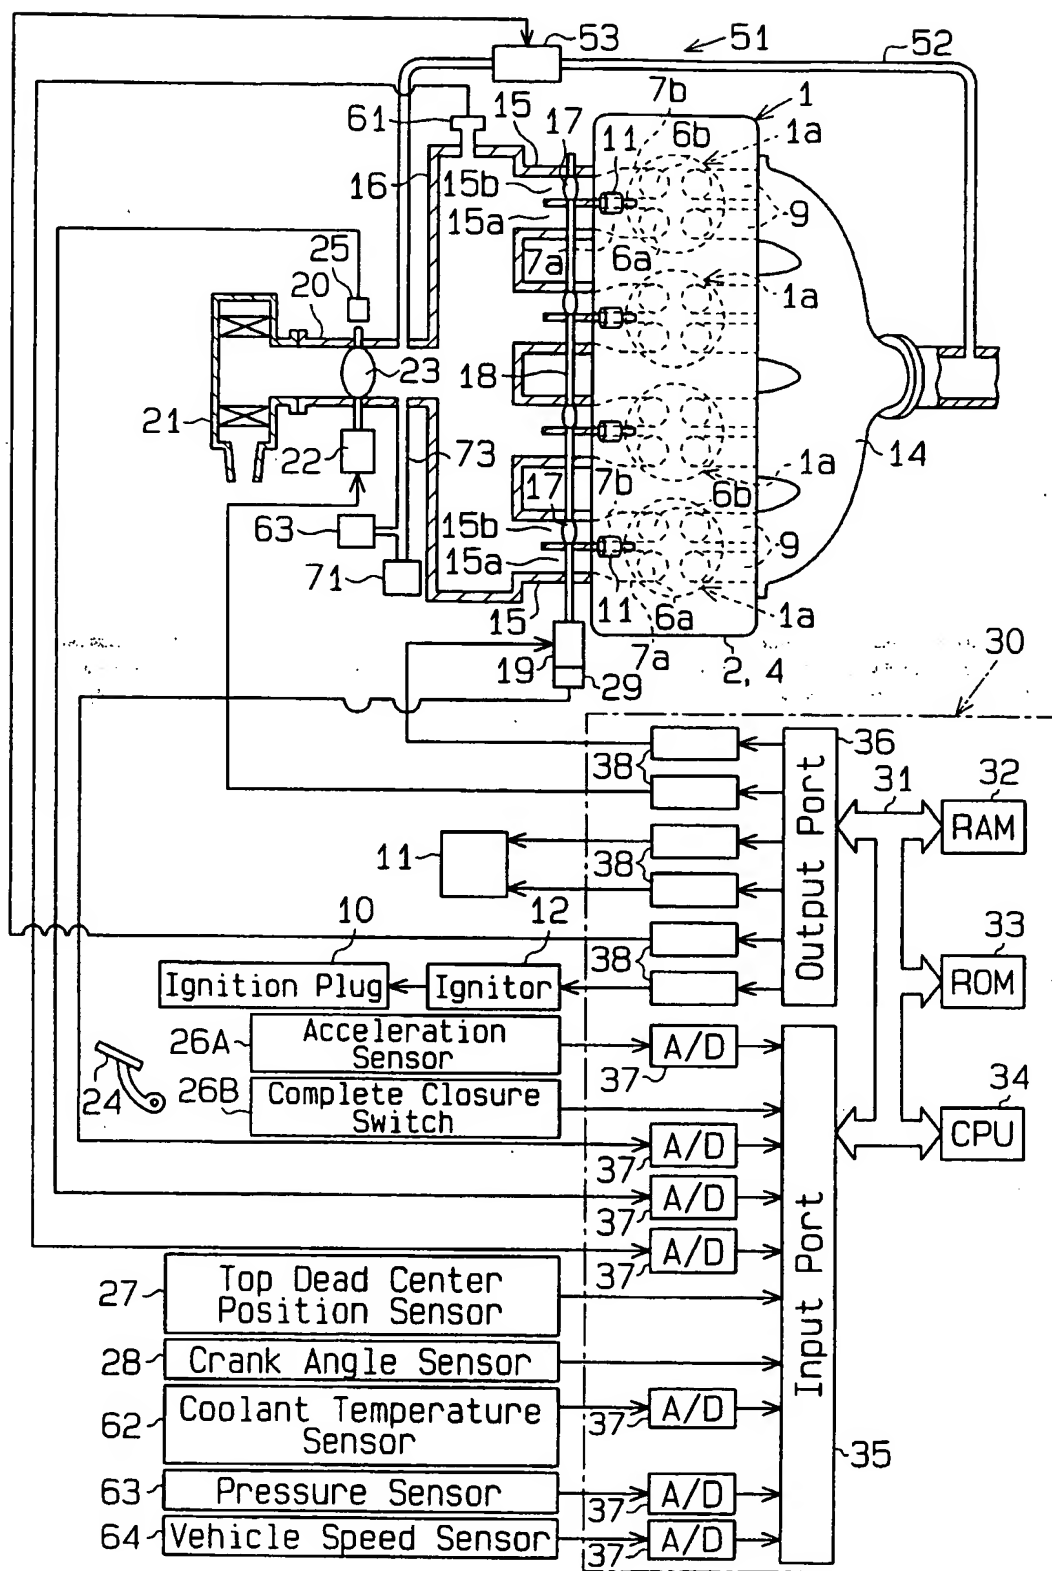 53
51
52
7b
1
61
15
17
11
6b
1a
16
15b
9
15a
25
7a
6a
20
1a
23
18
21
22
73
1a
14
7b
6b
63
17
15b
9
15a
71
11
15
6a
1a
19
7a
2, 4
30
29
36
38
31
32
Output Port
RAM
11
38
10
12
33
38
Ignition Plug
Ignitor
ROM
26A
Acceleration
Sensor
A/D
37
24
26B
Complete Closure
Switch
34
CPU
A/D
37
A/D
37
A/D
37
Input Port
27
Top Dead Center
Position Sensor
28
Crank Angle Sensor
62
Coolant Temperature
Sensor
A/D
37
35
63
Pressure Sensor
A/D
37
64
Vehicle Speed Sensor
A/D
37